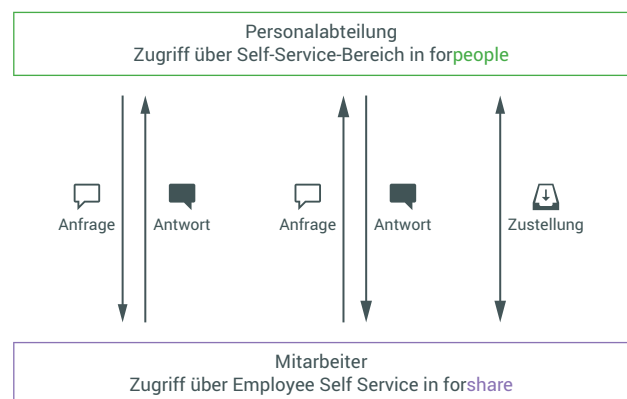 Personalabteilung
Zugriff über Self-Service-Bereich in forpeople
Anfrage
Antwort
Anfrage
Antwort
Zustellung
Mitarbeiter
Zugriff über Employee Self Service in forshare